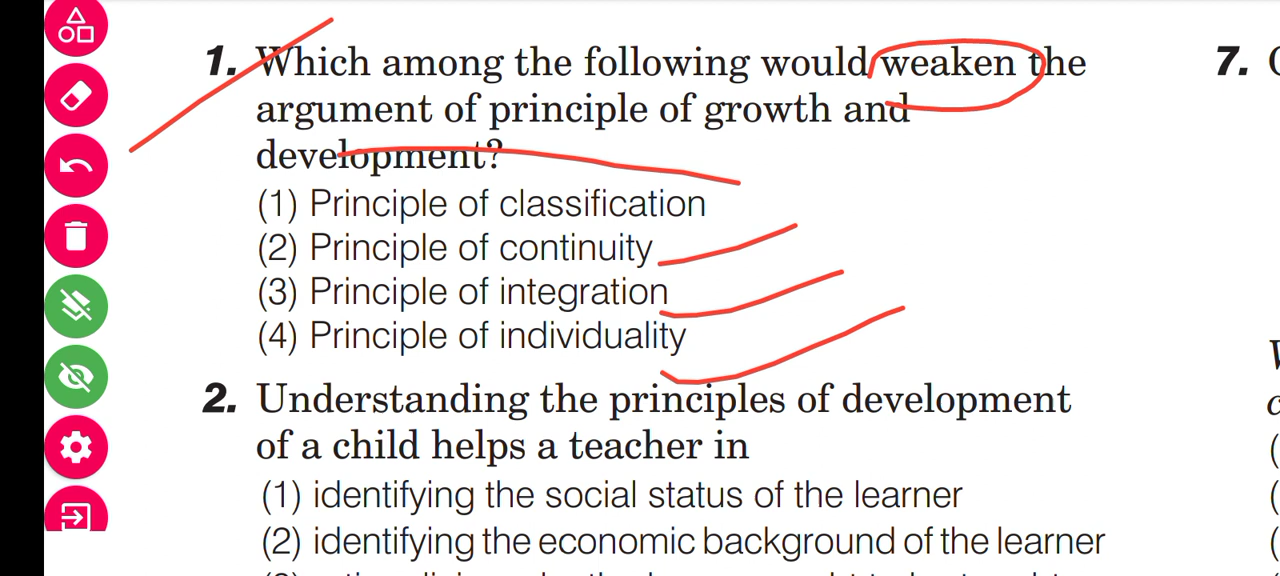 1. Which among the following would weaken the
argument of principle of growth and
development?
(1) Principle of classification
(2) Principle of continuity
(3) Principle of integration
(4) Principle of individuality
2. Understanding the principles of development
of a child helps a teacher in
(1) identifying the social status of the learner
(2) identifying the economic background of the learner
7.